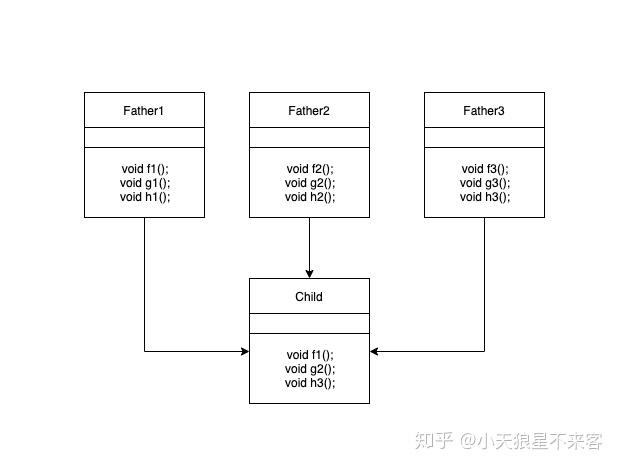 Father1
void f1();
void g1();
void h1();
Father2
void f2();
void g2();
void h2();
Father3
void f3();
void g3();
void h3();
Child
void f1();
void g2();
void h3();
知乎 @小天狼星不来客